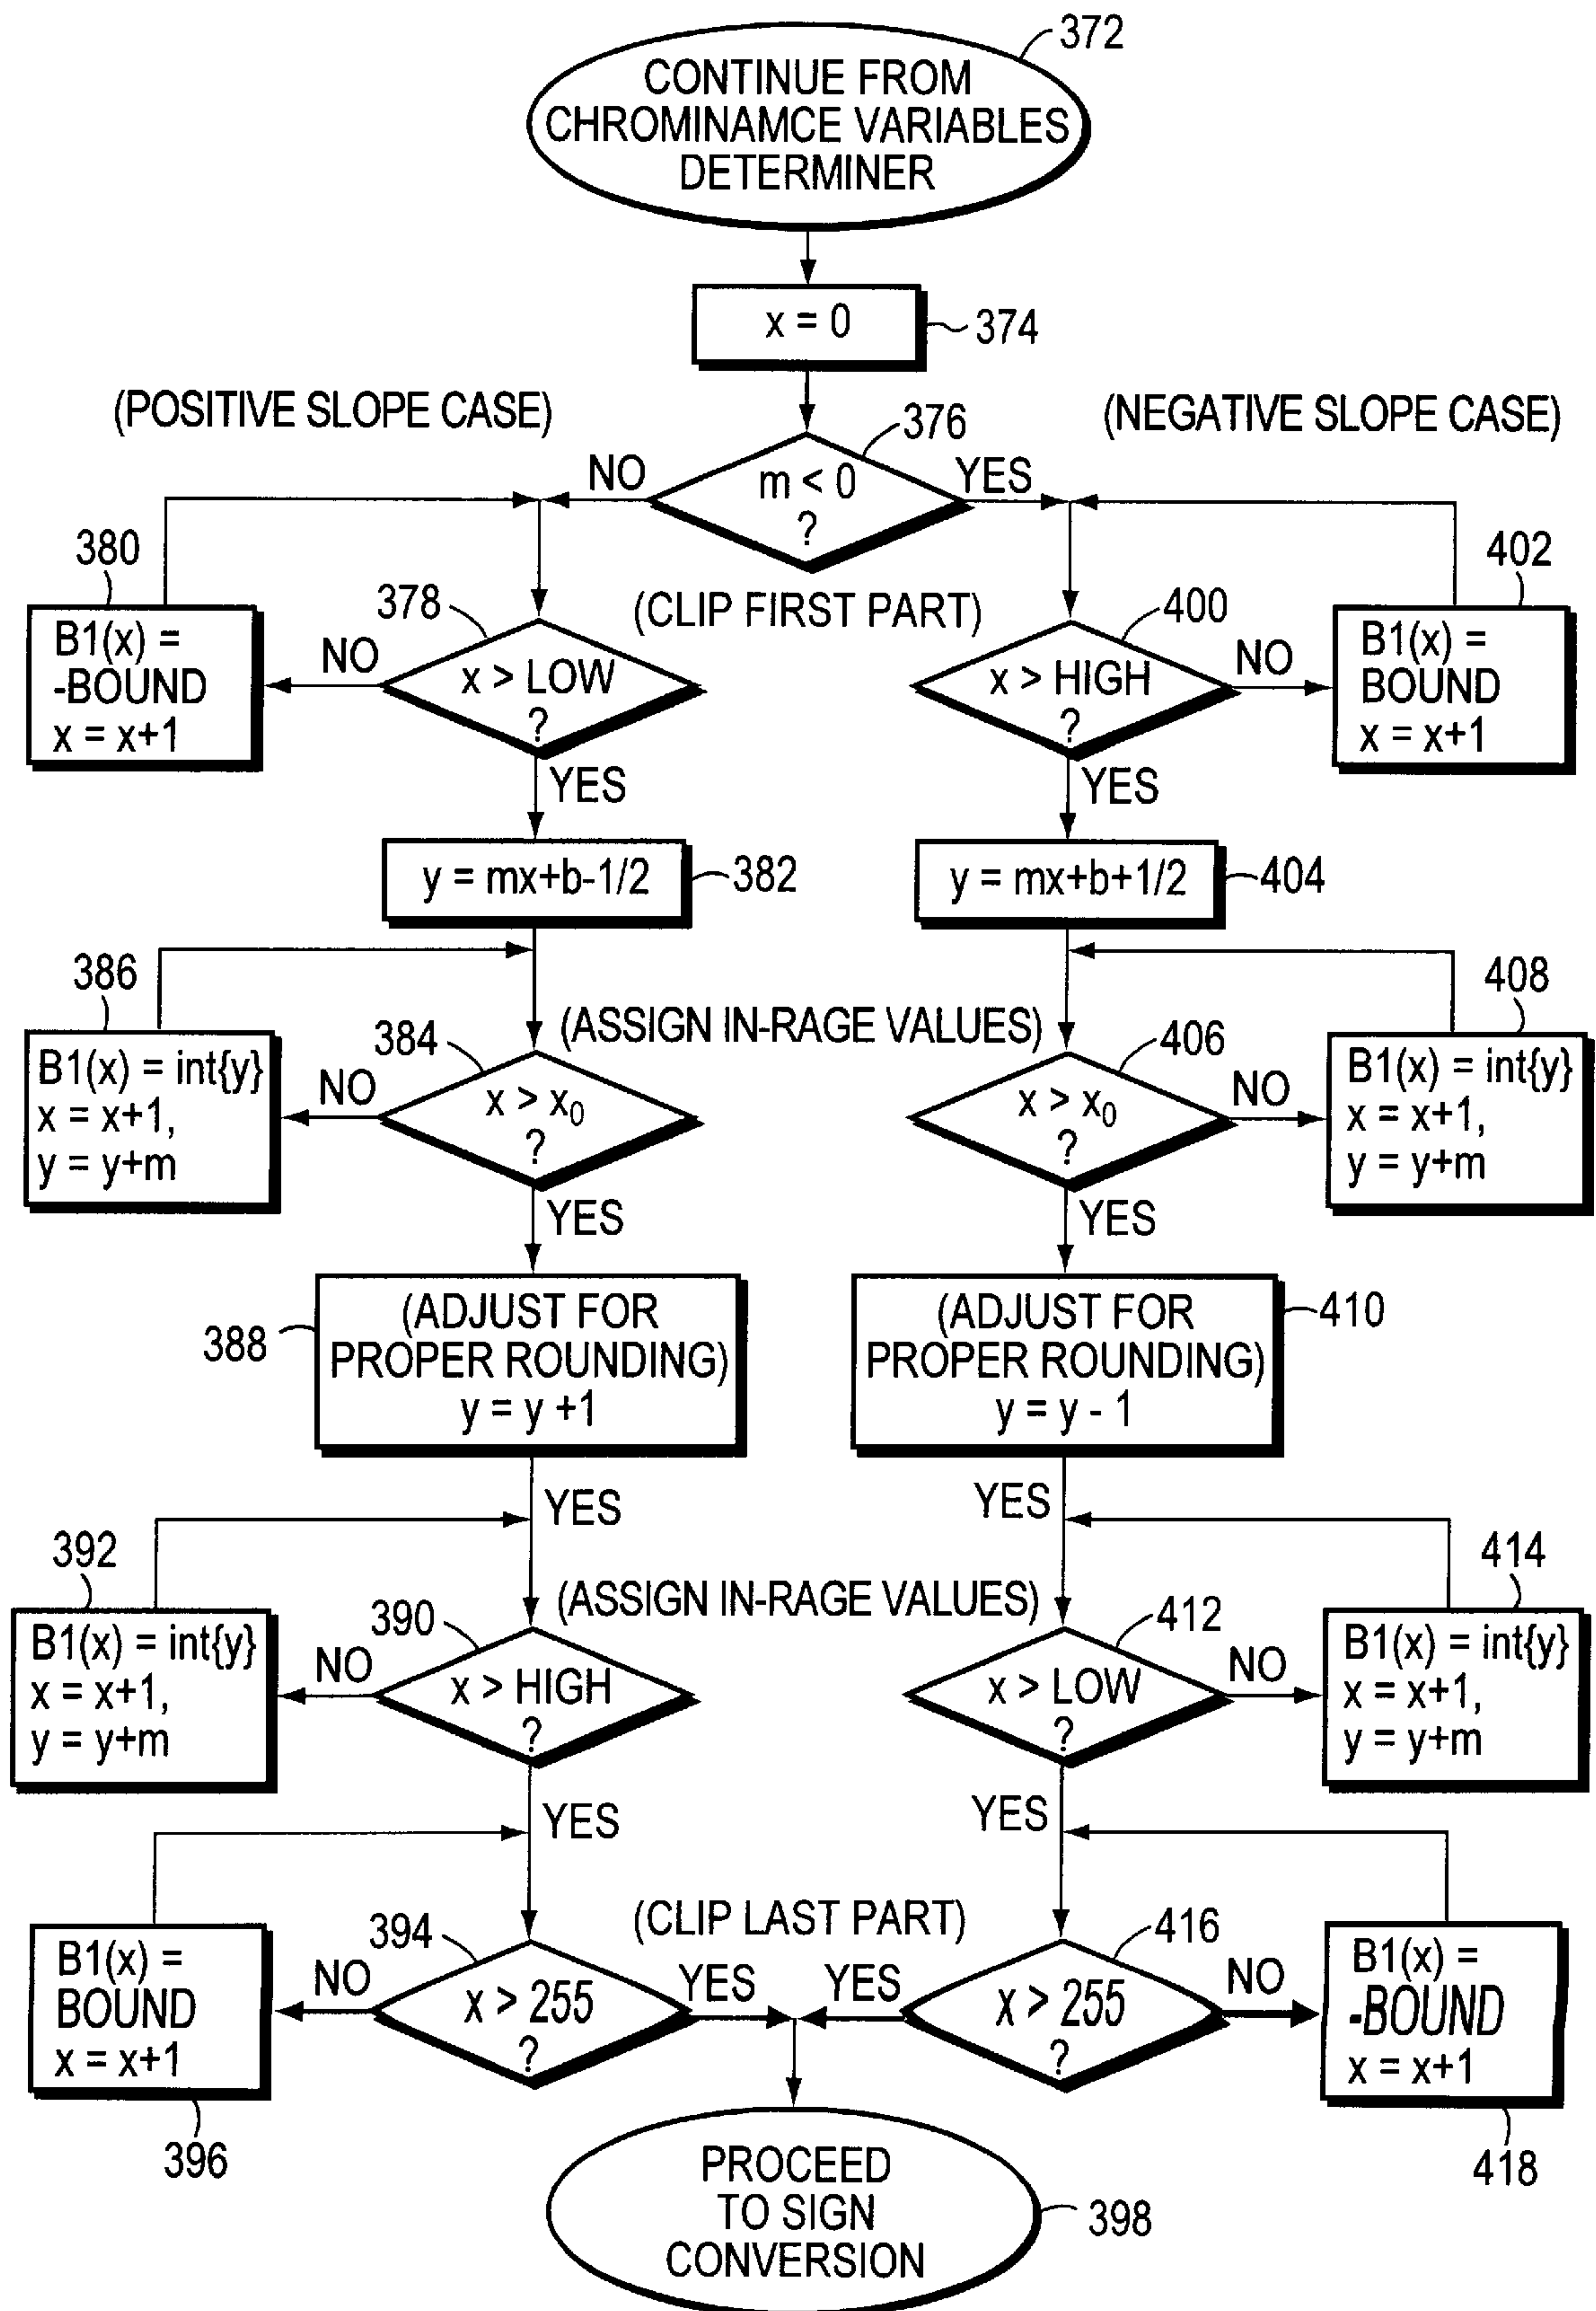 372
CONTINUE FROM
CHROMINAMCE VARIABLES
DETERMINER
x = 0
374
(POSITIVE SLOPE CASE)
(NEGATIVE SLOPE CASE)
376
NO
m < 0
?
YES
380
402
378
(CLIP FIRST PART)
400
B1(x) =
-BOUND
x = x+1
NO
x > LOW
?
x > HIGH
?
NO
B1(x) =
BOUND
x = x+1
YES
YES
y = mx+b-1/2
382
y = mx+b+1/2
404
386
408
384
(ASSIGN IN-RAGE VALUES)
406
B1(x) = int{y}
x = x+1,
y = y+m
NO
x > x₀
?
x > x₀
?
NO
B1(x) = int{y}
x = x+1,
y = y+m
YES
YES
388
(ADJUST FOR
PROPER ROUNDING)
y = y +1
(ADJUST FOR
PROPER ROUNDING)
y = y - 1
410
YES
YES
392
414
390
(ASSIGN IN-RAGE VALUES)
412
B1(x) = int{y}
x = x+1,
y = y+m
NO
x > HIGH
?
x > LOW
?
NO
B1(x) = int{y}
x = x+1,
y = y+m
YES
YES
394
(CLIP LAST PART)
416
B1(x) =
BOUND
x = x+1
NO
x > 255
?
YES
YES
x > 255
?
NO
B1(x) =
-BOUND
x = x+1
396
418
PROCEED
TO SIGN
CONVERSION
398